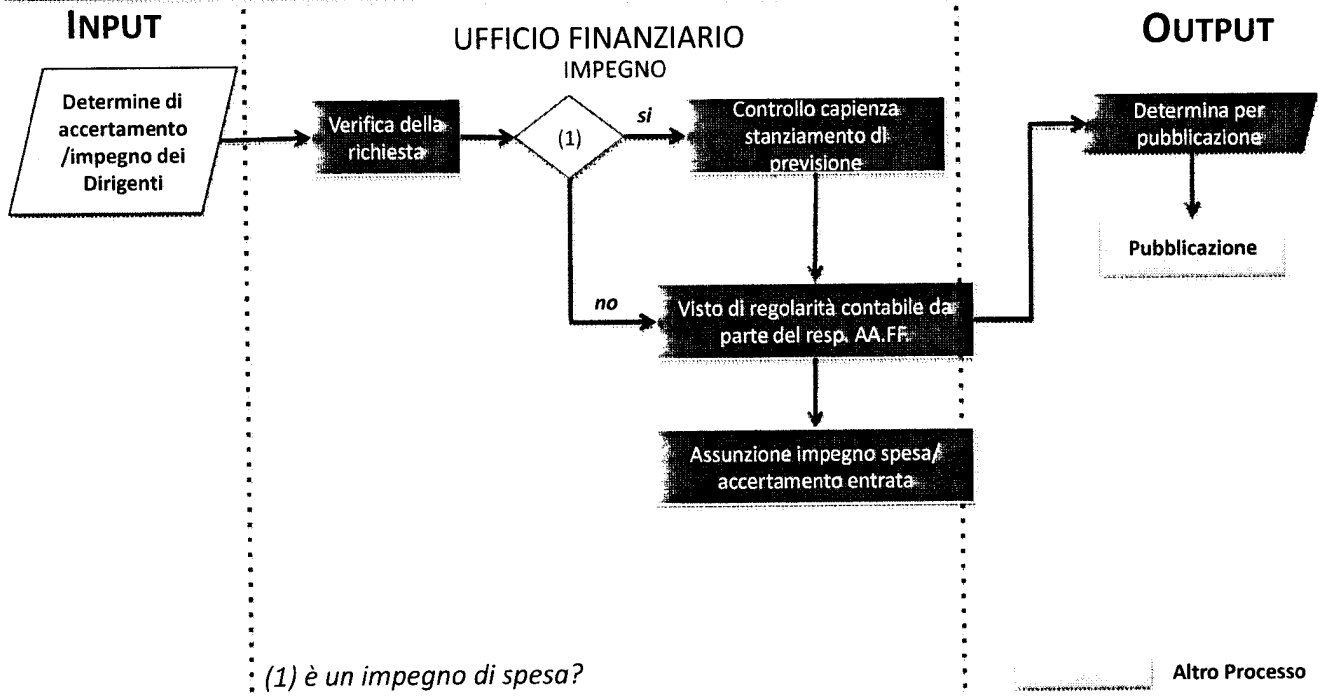 INPUT
UFFICIO FINANZIARIO
IMPEGNO
OUTPUT
Determine di
accertamento
/impegno dei
Dirigenti
Verifica della
richiesta
(1)
si
Controllo capienza
stanziamento di
previsione
Determina per
pubblicazione
Pubblicazione
no
Visto di regolarità contabile da
parte del resp. AA.FF.
Assunzione impegno spesa/
accertamento entrata
(1) è un impegno di spesa?
Altro Processo